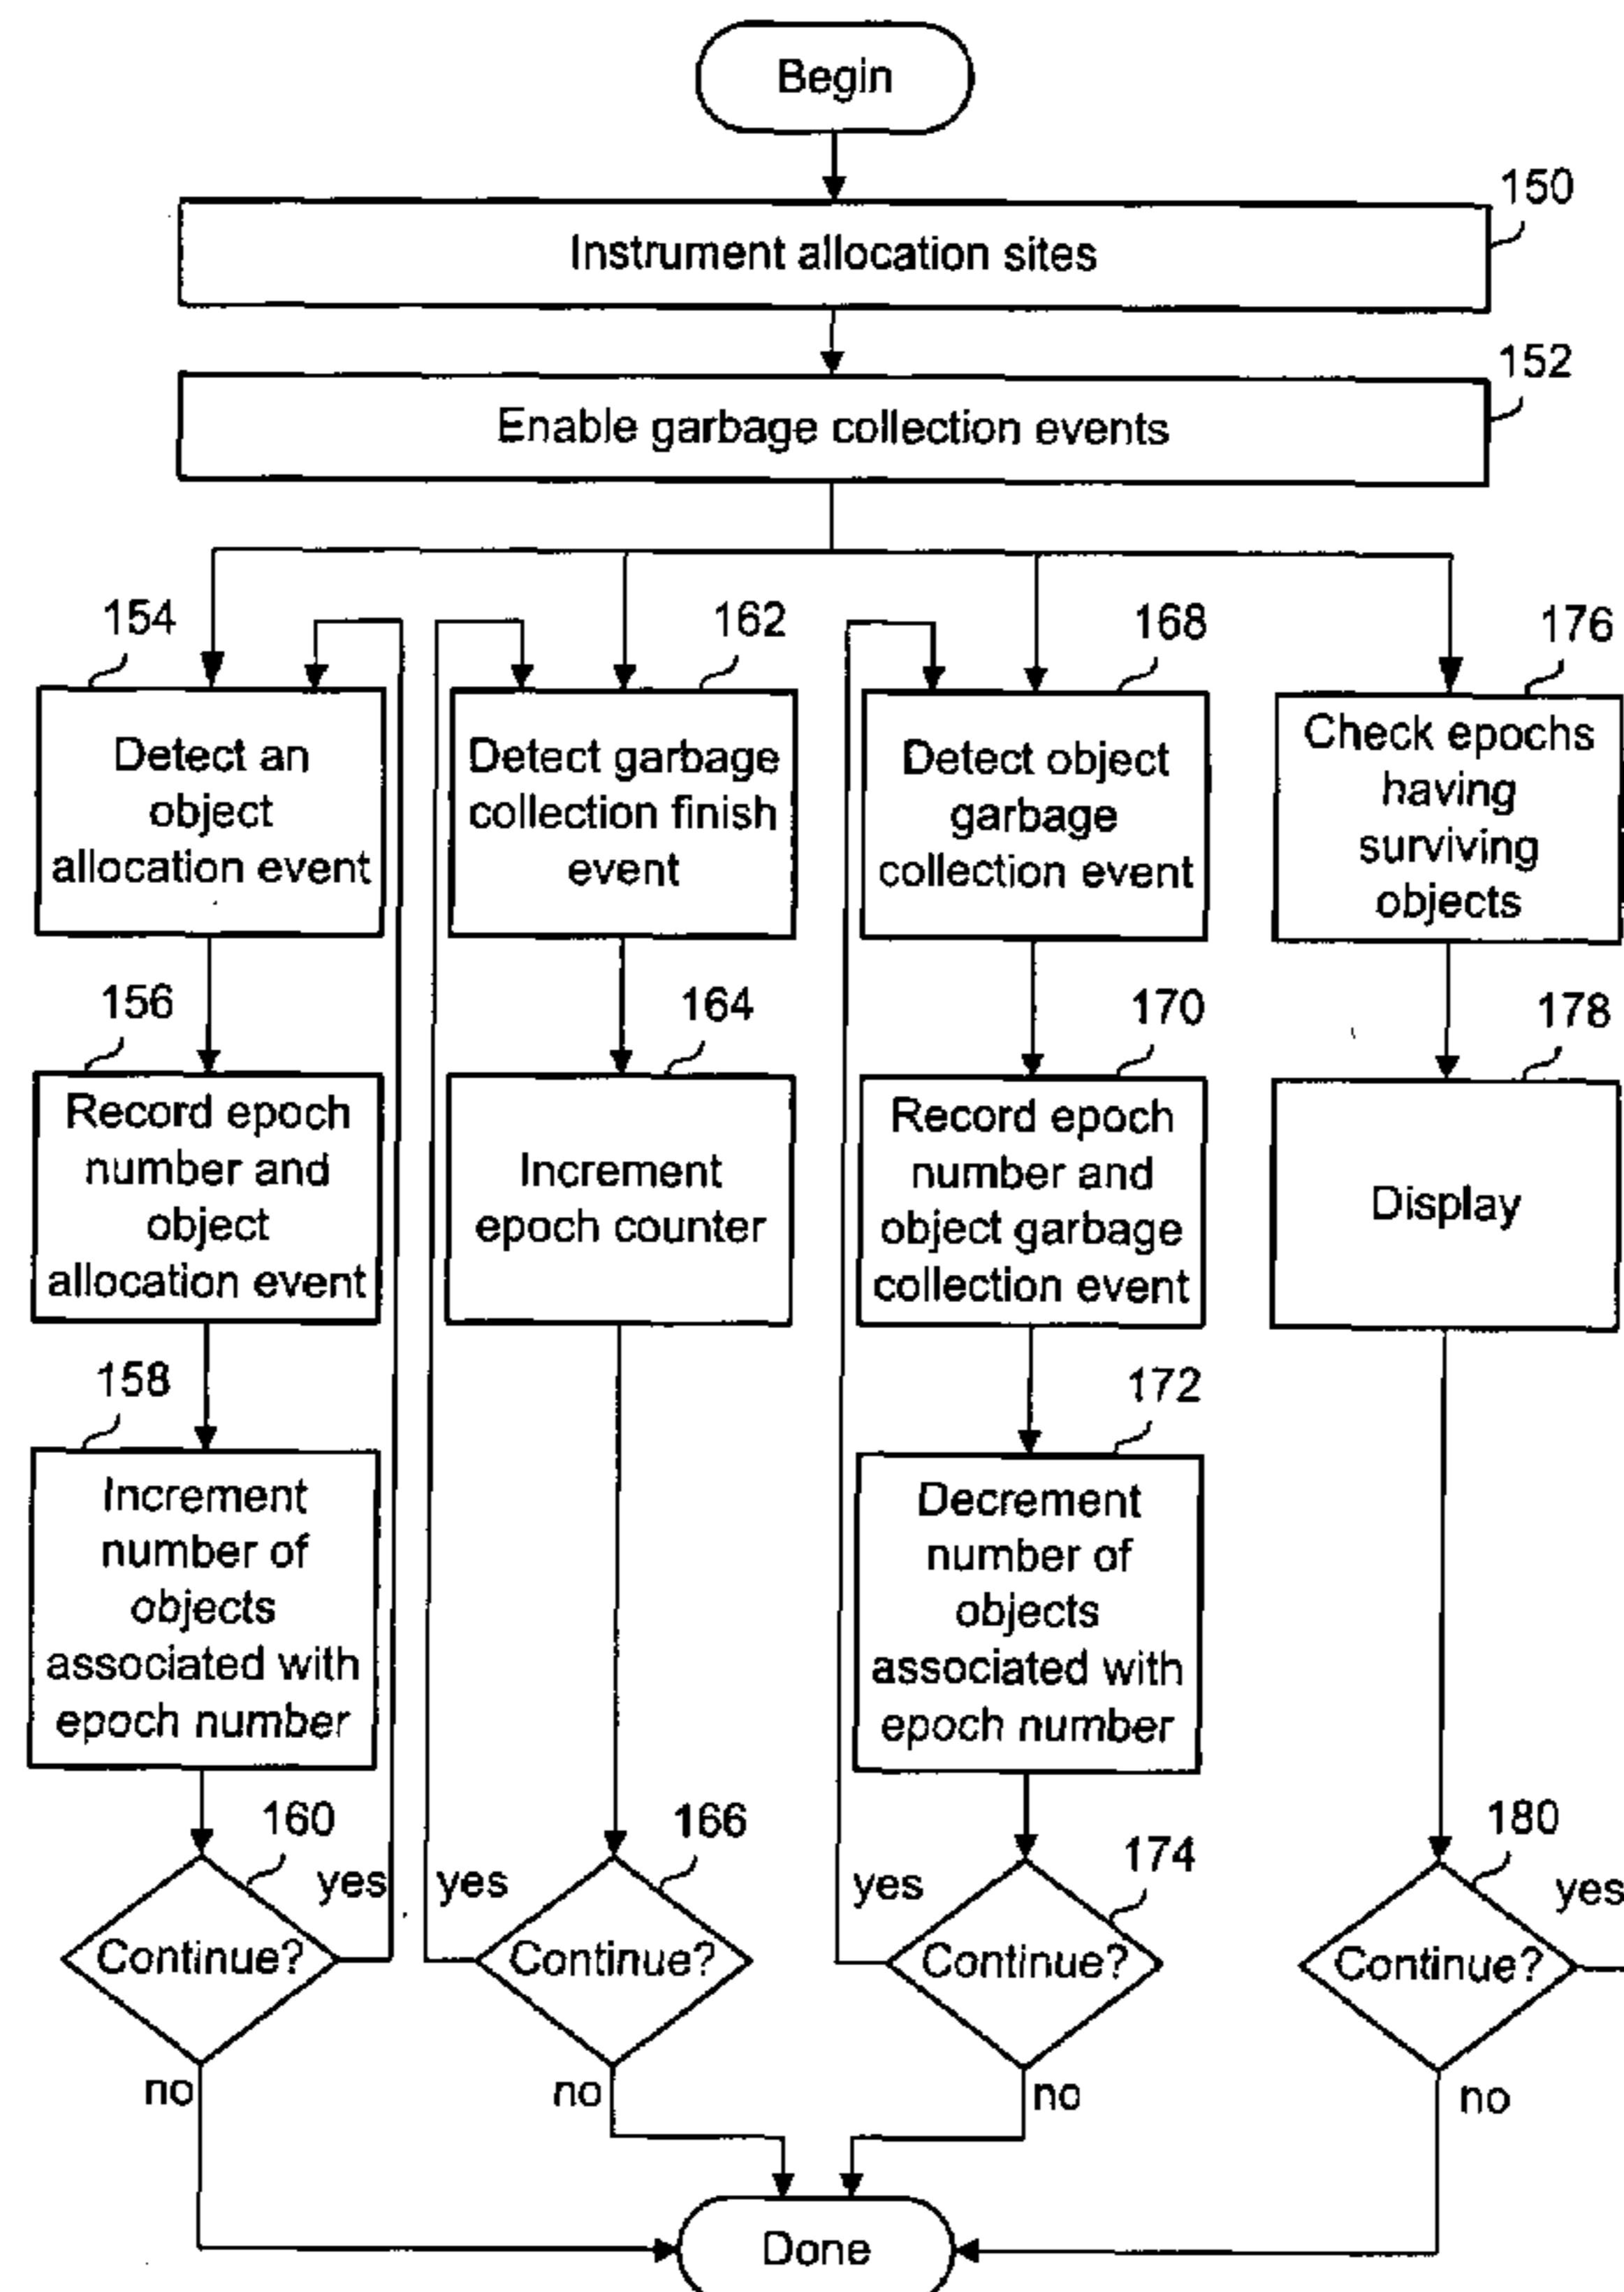 Begin
150
Instrument allocation sites
152
Enable garbage collection events
154
Detect an
object
allocation event
156
Record epoch
number and
object
allocation event
158
Increment
number of
objects
associated with
epoch number
160
Continue?
yes
no
162
Detect garbage
collection finish
event
164
Increment
epoch counter
166
Continue?
yes
no
168
Detect object
garbage
collection event
170
Record epoch
number and
object garbage
collection event
172
Decrement
number of
objects
associated with
epoch number
174
Continue?
yes
no
176
Check epochs
having
surviving
objects
178
Display
180
Continue?
yes
no
Done